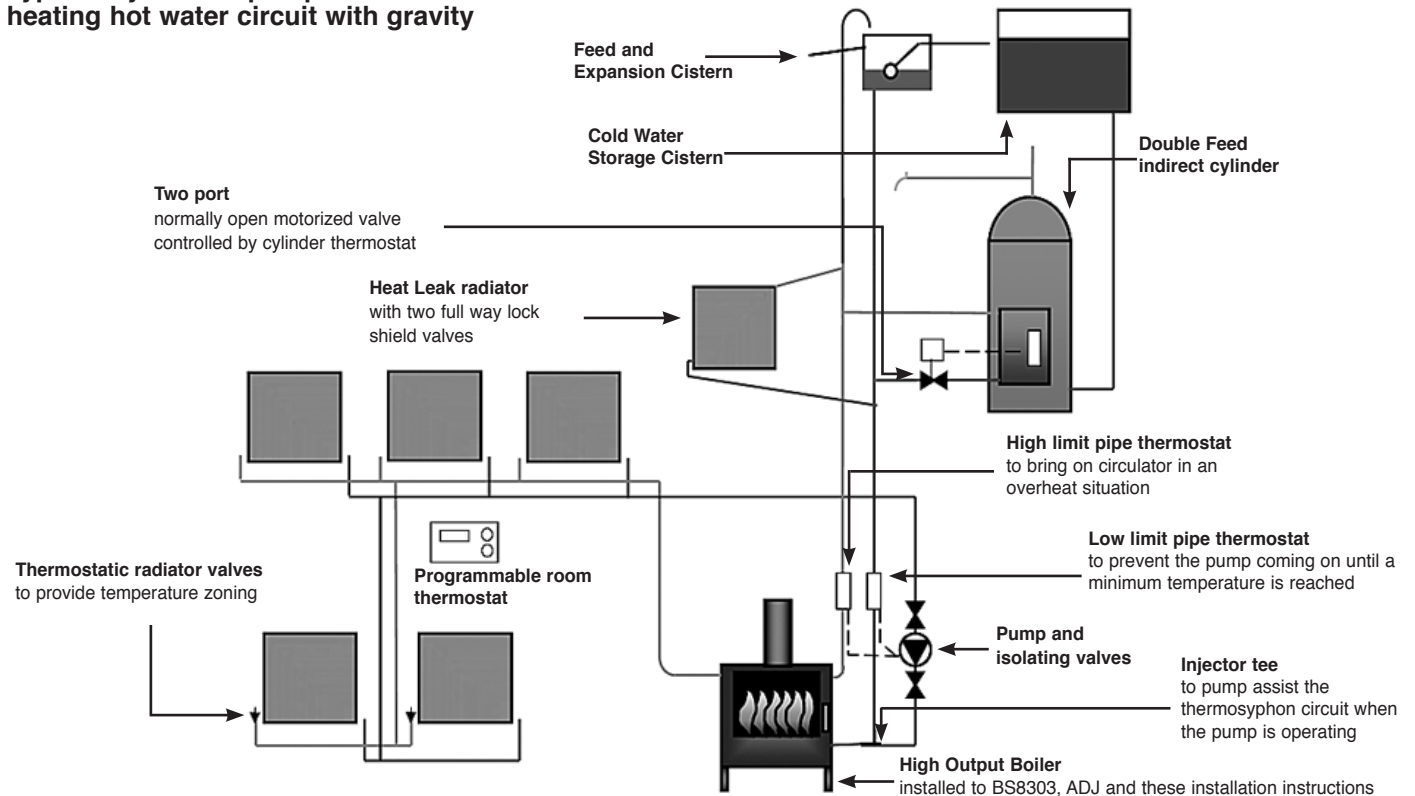 heating hot water circuit with gravity
Feed and
Expansion Cistern
Cold Water
Storage Cistern
Double Feed
indirect cylinder
Two port
normally open motorized valve
controlled by cylinder thermostat
Heat Leak radiator
with two full way lock
shield valves
High limit pipe thermostat
to bring on circulator in an
overheat situation
Low limit pipe thermostat
to prevent the pump coming on until a
minimum temperature is reached
Thermostatic radiator valves
to provide temperature zoning
Programmable room
thermostat
Pump and
isolating valves
Injector tee
to pump assist the
thermosyphon circuit when
the pump is operating
High Output Boiler
installed to BS8303, ADJ and these installation instructions